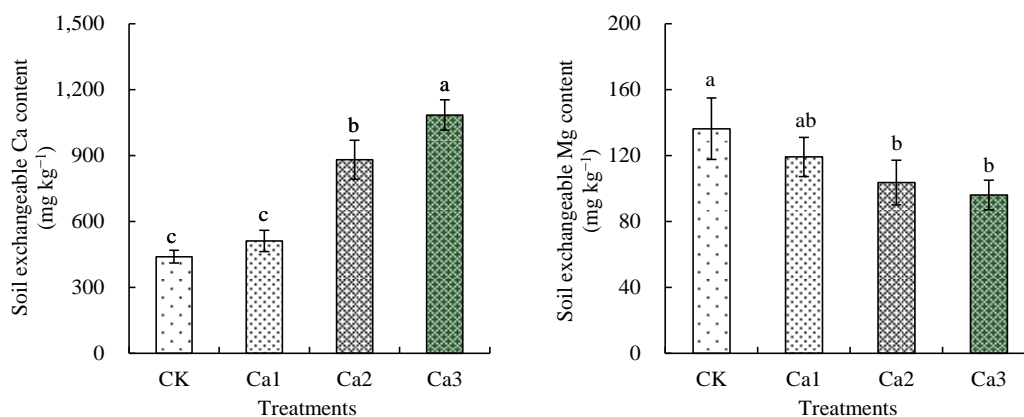 Soil exchangeable Ca content
(mg kg⁻¹)
1,500
1,200
900
600
300
0
c
c
b
a
CK
Ca1
Ca2
Ca3
Treatments
Soil exchangeable Mg content
(mg kg⁻¹)
200
160
120
80
40
0
a
ab
b
b
CK
Ca1
Ca2
Ca3
Treatments